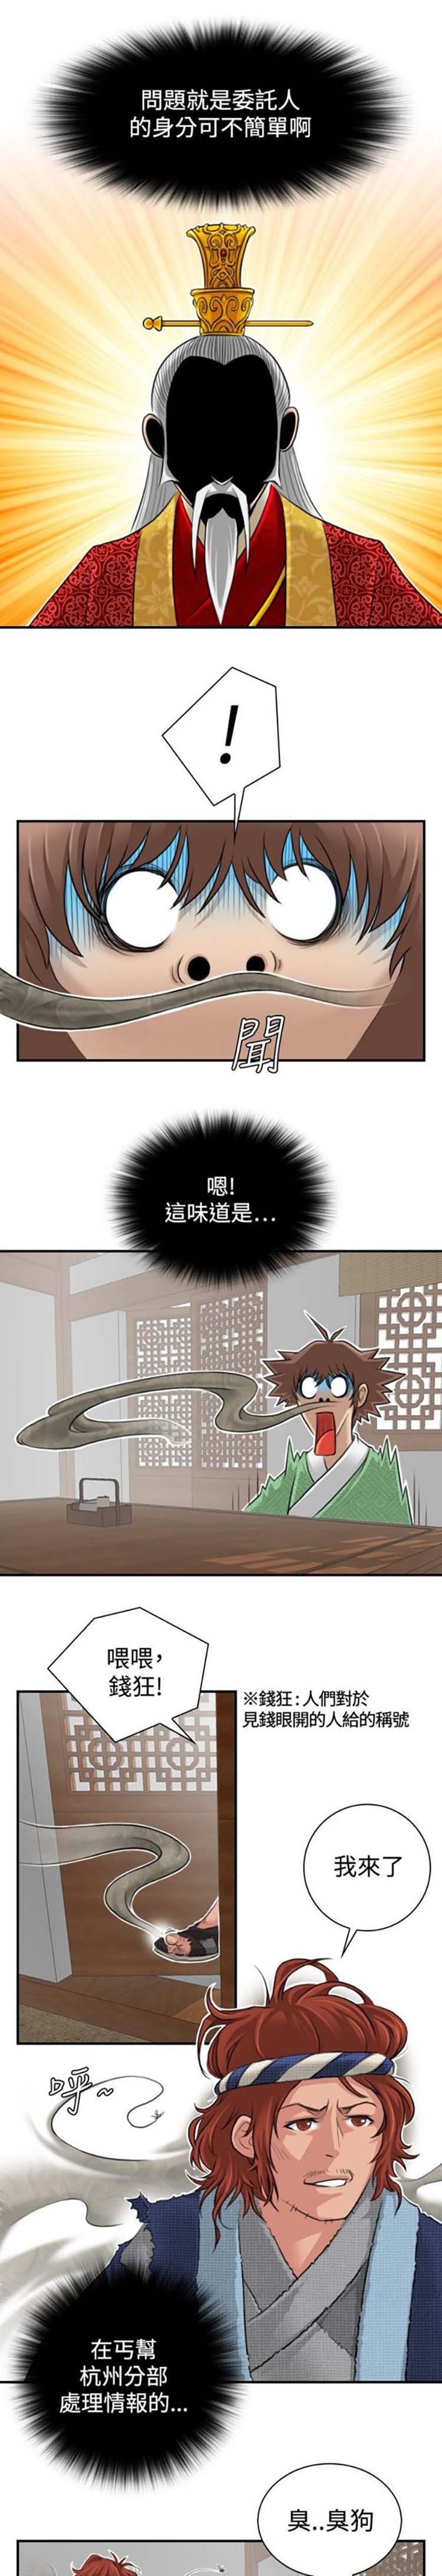 問題就是委託人
的身分可不簡單啊
!
聞
嗯!
這味道是...
喂喂,
錢狂!
※錢狂:人們對於
見錢眼開的人給的稱號
我來了
呼~
在丐幫
杭州分部
處理情報的...
臭..臭狗